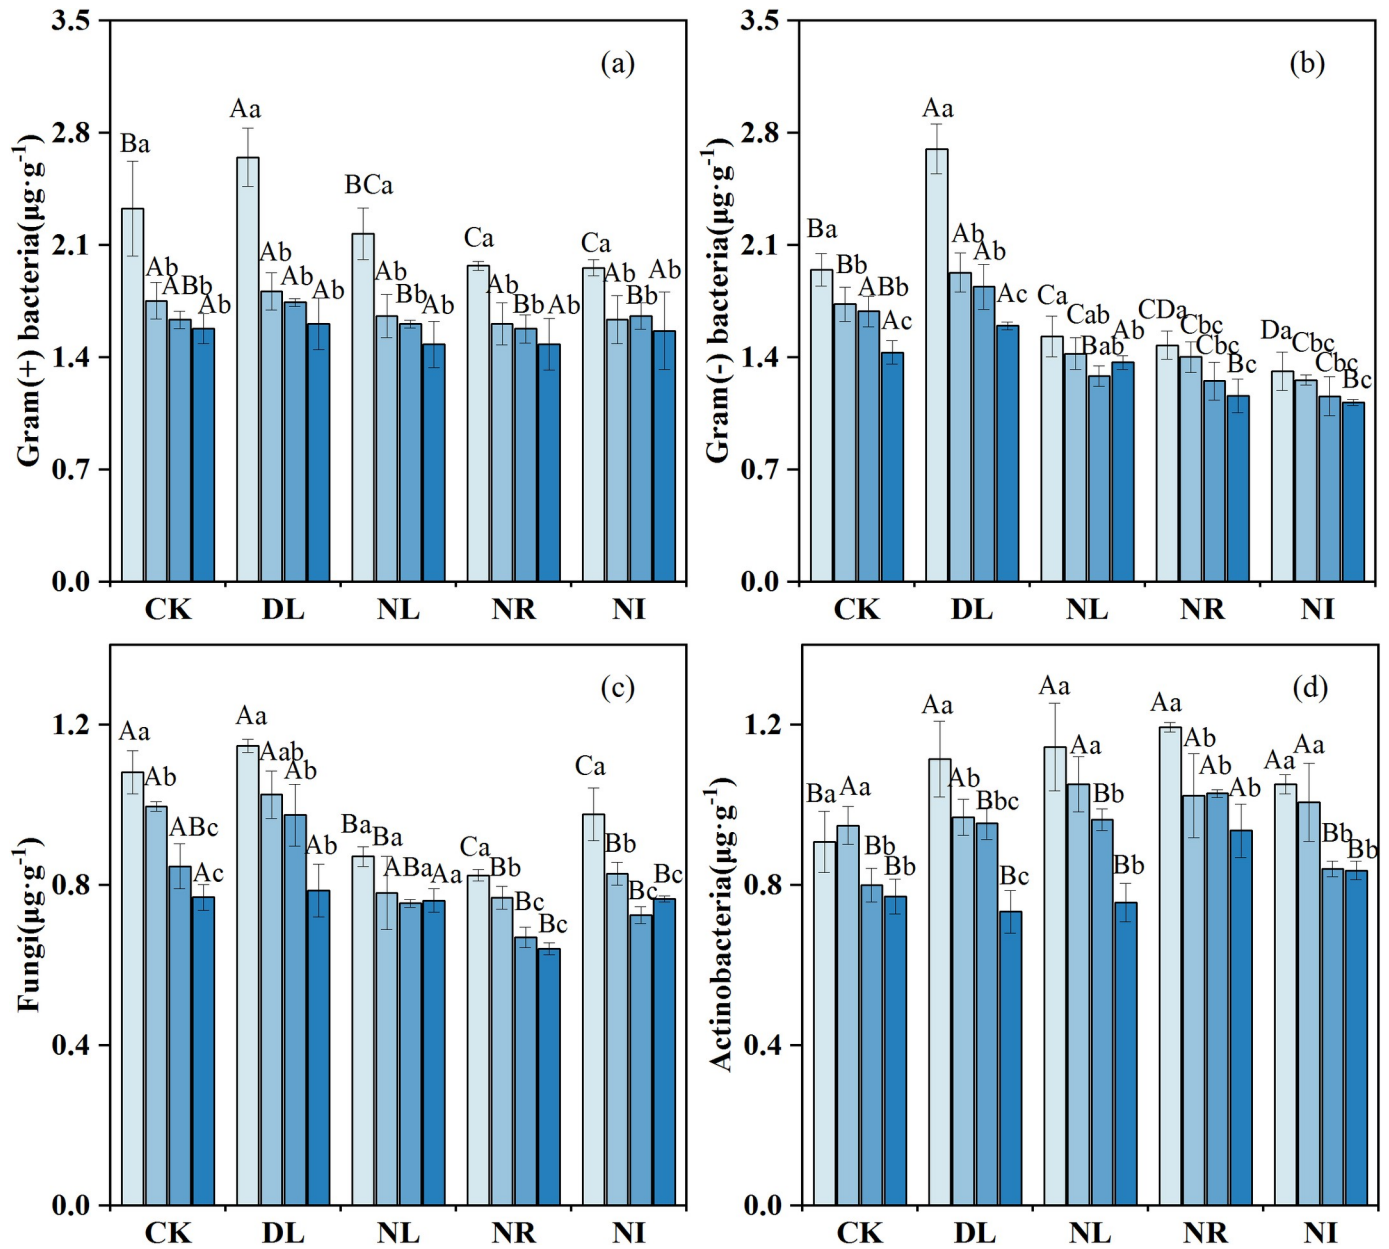 (a)
Gram(+) bacteria(μg·g⁻¹)
3.5
2.8
2.1
1.4
0.7
0.0
Ba Ab ABb Ab
Aa Ab Ab Ab
BCa Ab Bb Ab
Ca Ab Bb Ab
Ca Ab Bb Ab
CK DL NL NR NI
(b)
Gram(-) bacteria(μg·g⁻¹)
3.5
2.8
2.1
1.4
0.7
0.0
Ba Bb ABb Ac
Aa Ab Ab Ac
Ca Cab Bab Ab
CDa Cbc Cbc Bc
Da Cbc Cbc Bc
CK DL NL NR NI
(c)
Fungi(μg·g⁻¹)
1.2
0.8
0.4
0.0
Aa Ab ABc Ac
Aa Aab Ab Ab
Ba Ba ABa Aa
Ca Bb Bc Bc
Ca Bb Bc Bc
CK DL NL NR NI
(d)
Actinobacteria(μg·g⁻¹)
1.2
0.8
0.4
0.0
Ba Aa Bb Bb
Aa Ab Bbc Bc
Aa Aa Bb Bb
Aa Ab Ab Ab
Aa Aa Bb Bb
CK DL NL NR NI